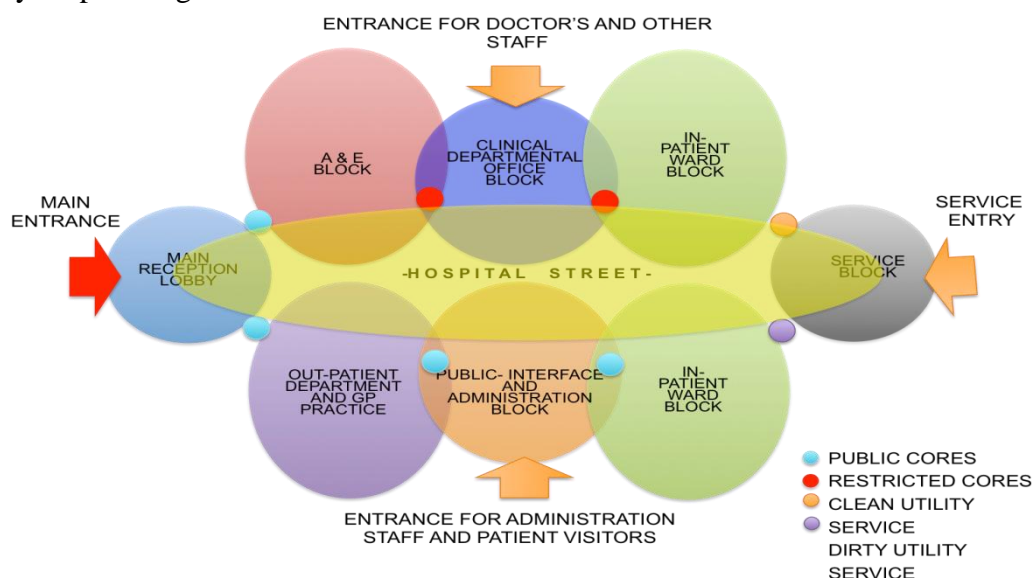 ENTRANCE FOR DOCTOR'S AND OTHER
STAFF
A & E
BLOCK
CLINICAL
DEPARTMENTAL
OFFICE
BLOCK
IN-
PATIENT
WARD
BLOCK
MAIN
ENTRANCE
SERVICE
ENTRY
MAIN
RECEPTION
LOBBY
-HOSPITAL STREET-
SERVICE
BLOCK
OUT-PATIENT
DEPARTMENT
AND GP
PRACTICE
PUBLIC- INTERFACE
AND
ADMINISTRATION
BLOCK
IN-
PATIENT
WARD
BLOCK
ENTRANCE FOR ADMINISTRATION
STAFF AND PATIENT VISITORS
PUBLIC CORES
RESTRICTED CORES
CLEAN UTILITY
SERVICE
DIRTY UTILITY
SERVICE